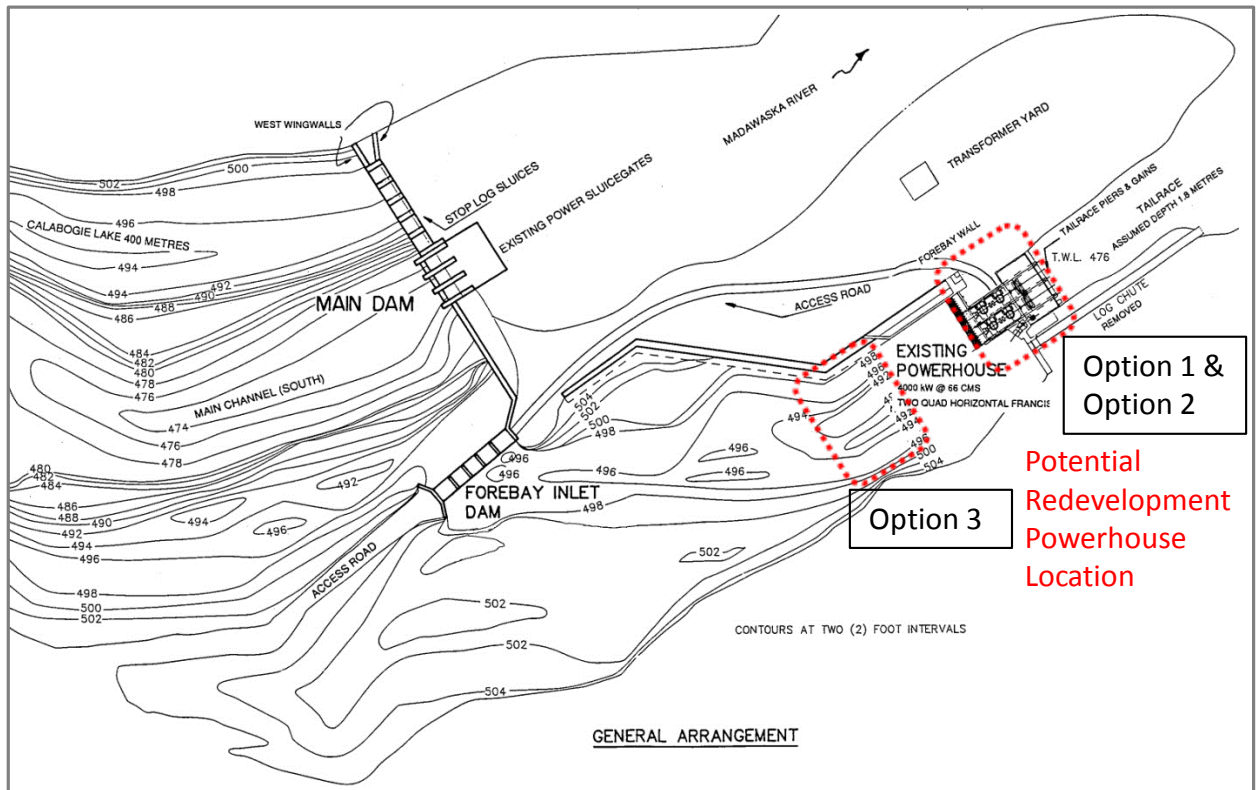 WEST WINGWALLS
502
500
498
496
CALABOGIE LAKE 400 METRES
494
494
492
490
488
486
MAIN DAM
484
482
480
478
476
MAIN CHANNEL (SOUTH)
474
476
478
STOP LOG SLUICES
EXISTING POWER SLUICEGATES
MADAWASKA RIVER
TRANSFORMER YARD
TAILRACE PIERS & GAINS
TAILRACE
ASSUMED DEPTH 1.8 METRES
FOREBAY WALL
T.W.L. 476
LOG CHUTE
REMOVED
ACCESS ROAD
EXISTING
POWERHOUSE
4000 kW @ 66 CMS
TWO QUAD HORIZONTAL FRANCIS
Option 1 &
Option 2
Potential
Redevelopment
Powerhouse
Location
Option 3
504
502
500
498
498
496
492
494
492
494
496
500
504
496
496
496
496
496
498
FOREBAY INLET
DAM
480
482
484
486
488
490
492
494
496
492
494
496
498
500
502
ACCESS ROAD
502
502
502
504
CONTOURS AT TWO (2) FOOT INTERVALS
GENERAL ARRANGEMENT